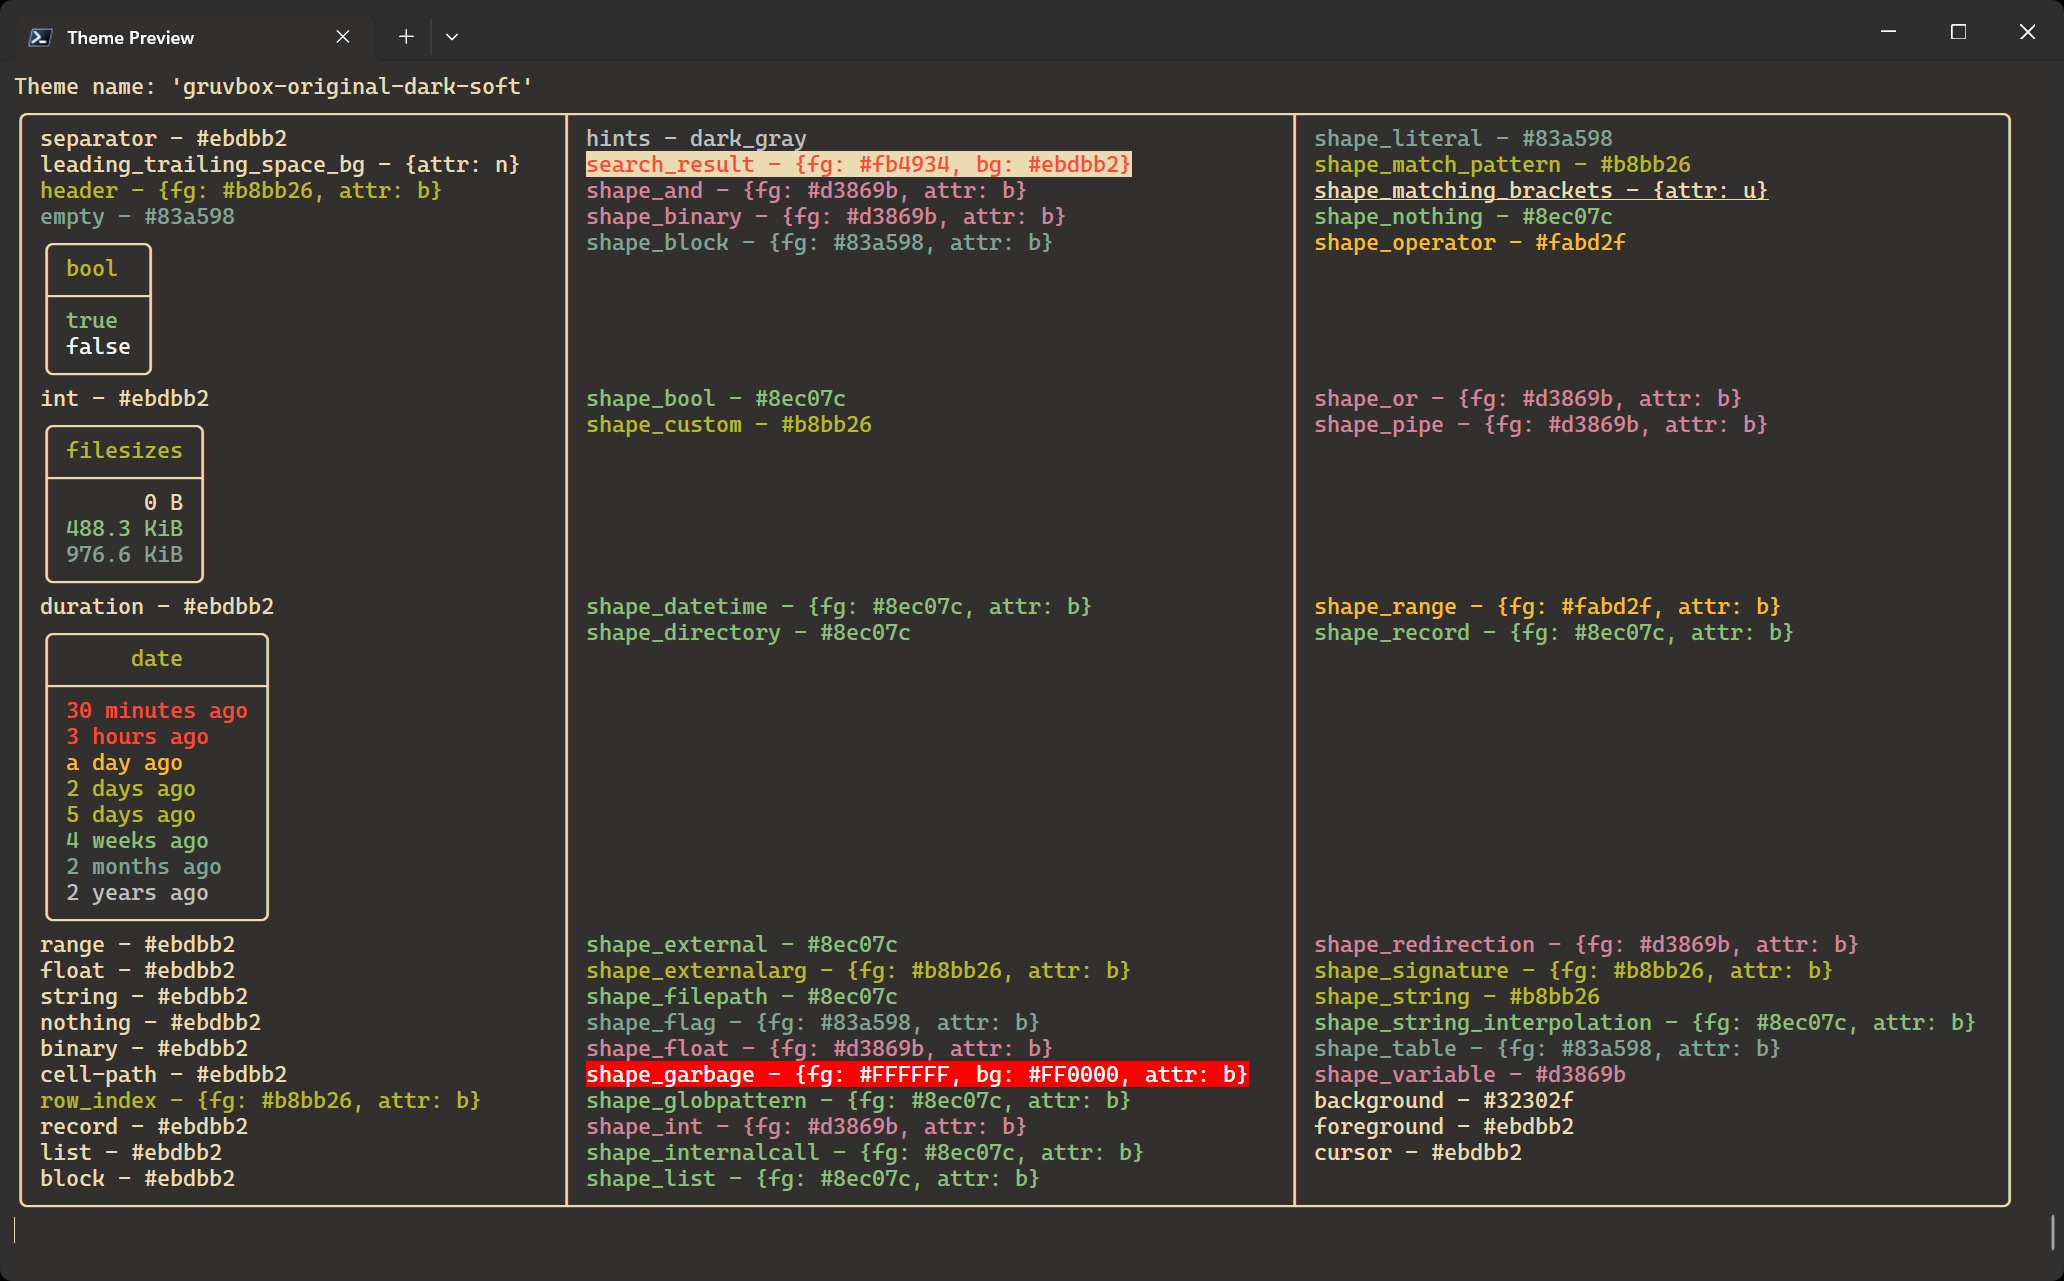 Theme Preview
Theme name: 'gruvbox-original-dark-soft'
separator - #ebdbb2
leading_trailing_space_bg - {attr: n}
header - {fg: #b8bb26, attr: b}
empty - #83a598
bool
true
false
int - #ebdbb2
filesizes
0 B
488.3 KiB
976.6 KiB
duration - #ebdbb2
date
30 minutes ago
3 hours ago
a day ago
2 days ago
5 days ago
4 weeks ago
2 months ago
2 years ago
range - #ebdbb2
float - #ebdbb2
string - #ebdbb2
nothing - #ebdbb2
binary - #ebdbb2
cell-path - #ebdbb2
row_index - {fg: #b8bb26, attr: b}
record - #ebdbb2
list - #ebdbb2
block - #ebdbb2
hints - dark_gray
search_result - {fg: #fb4934, bg: #ebdbb2}
shape_and - {fg: #d3869b, attr: b}
shape_binary - {fg: #d3869b, attr: b}
shape_block - {fg: #83a598, attr: b}
shape_bool - #8ec07c
shape_custom - #b8bb26
shape_datetime - {fg: #8ec07c, attr: b}
shape_directory - #8ec07c
shape_external - #8ec07c
shape_externalarg - {fg: #b8bb26, attr: b}
shape_filepath - #8ec07c
shape_flag - {fg: #83a598, attr: b}
shape_float - {fg: #d3869b, attr: b}
shape_garbage - {fg: #FFFFFF, bg: #FF0000, attr: b}
shape_globpattern - {fg: #8ec07c, attr: b}
shape_int - {fg: #d3869b, attr: b}
shape_internalcall - {fg: #8ec07c, attr: b}
shape_list - {fg: #8ec07c, attr: b}
shape_literal - #83a598
shape_match_pattern - #b8bb26
shape_matching_brackets - {attr: u}
shape_nothing - #8ec07c
shape_operator - #fabd2f
shape_or - {fg: #d3869b, attr: b}
shape_pipe - {fg: #d3869b, attr: b}
shape_range - {fg: #fabd2f, attr: b}
shape_record - {fg: #8ec07c, attr: b}
shape_redirection - {fg: #d3869b, attr: b}
shape_signature - {fg: #b8bb26, attr: b}
shape_string - #b8bb26
shape_string_interpolation - {fg: #8ec07c, attr: b}
shape_table - {fg: #83a598, attr: b}
shape_variable - #d3869b
background - #32302f
foreground - #ebdbb2
cursor - #ebdbb2